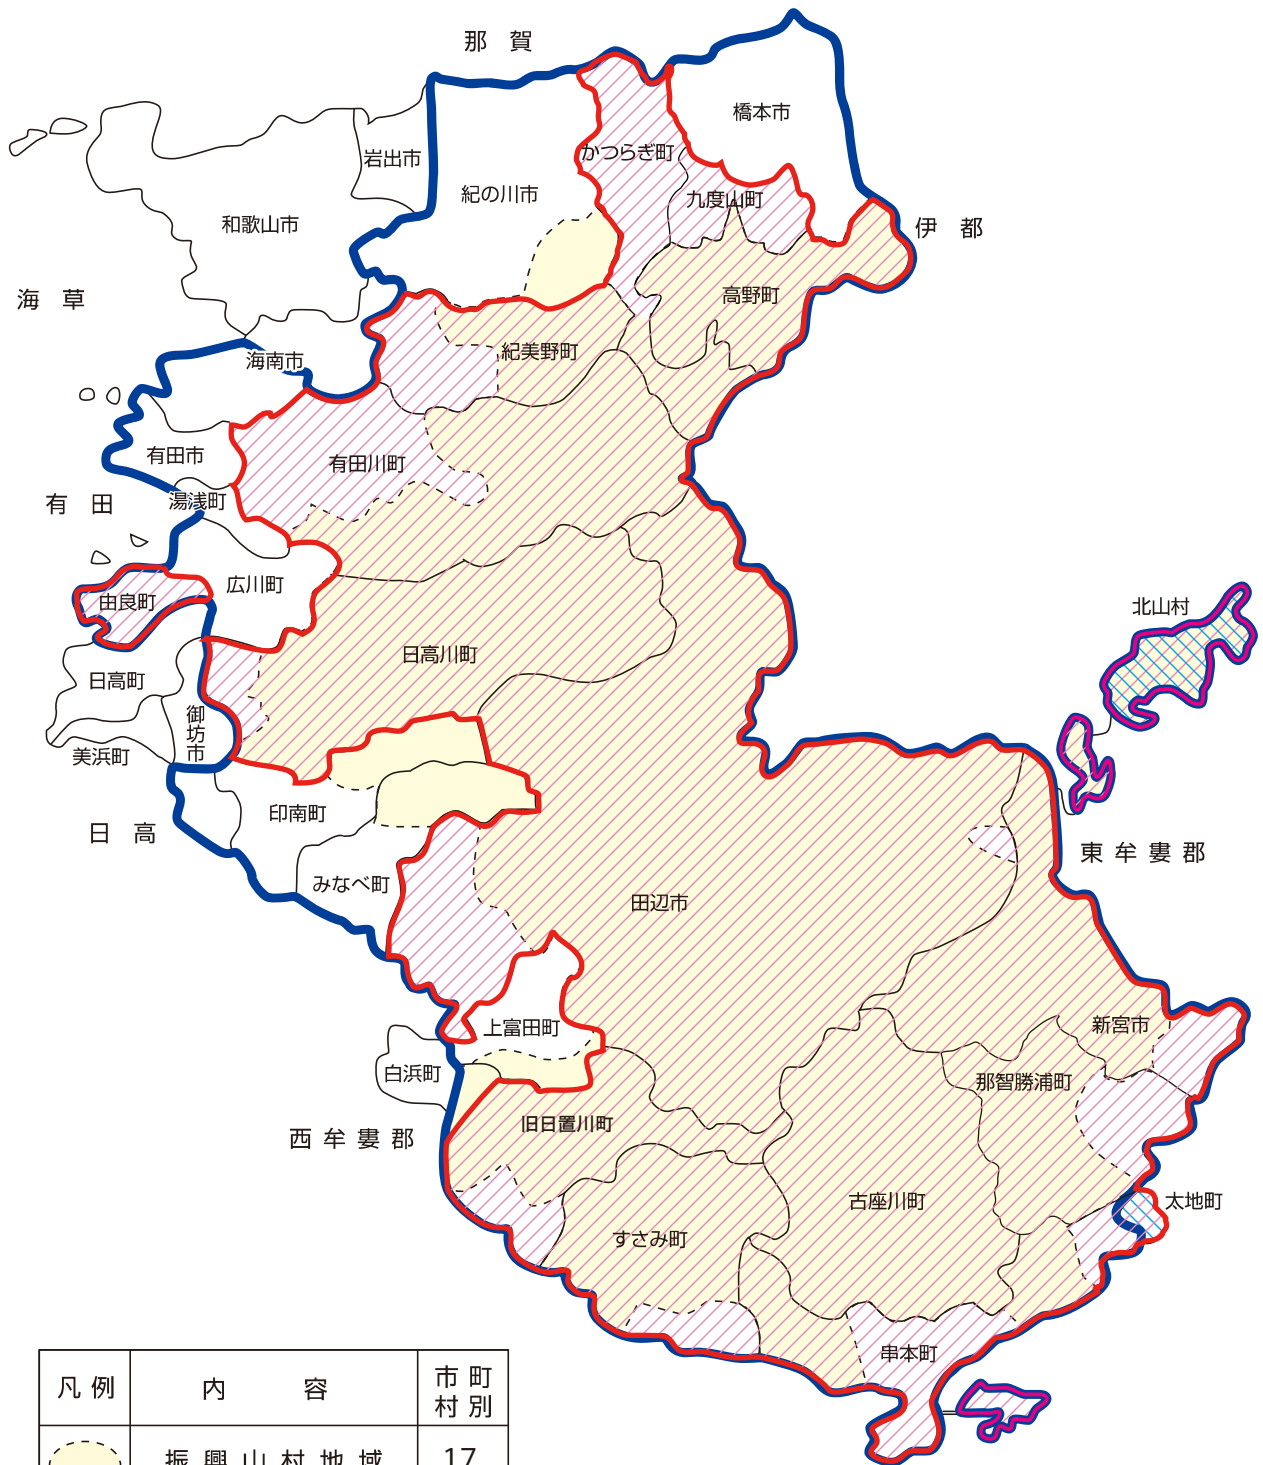 那賀
橋本市
かつらぎ町
岩出市
紀の川市
九度山町
和歌山市
伊都
海草
高野町
紀美野町
海南市
有田市
有田川町
湯浅町
有田
広川町
由良町
北山村
日高川町
日高町
御坊市
美浜町
印南町
日高
東牟婁郡
みなべ町
田辺市
上富田町
新宮市
白浜町
那智勝浦町
旧日置川町
西牟婁郡
古座川町
太地町
すさみ町
串本町
凡例 内容 市町村別
振興山村地域 17